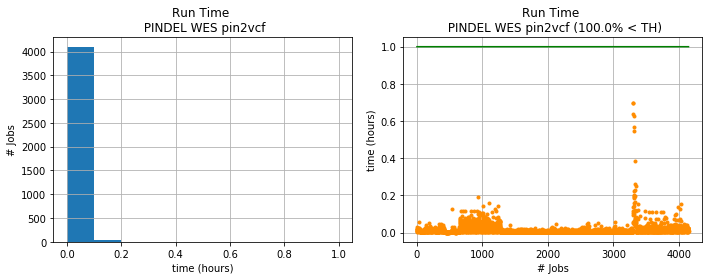 Run Time
PINDEL WES pin2vcf
# Jobs
4000
3500
3000
2500
2000
1500
1000
500
0
0.0 0.2 0.4 0.6 0.8 1.0
time (hours)
Run Time
PINDEL WES pin2vcf (100.0% < TH)
time (hours)
1.0
0.8
0.6
0.4
0.2
0.0
0 1000 2000 3000 4000
# Jobs